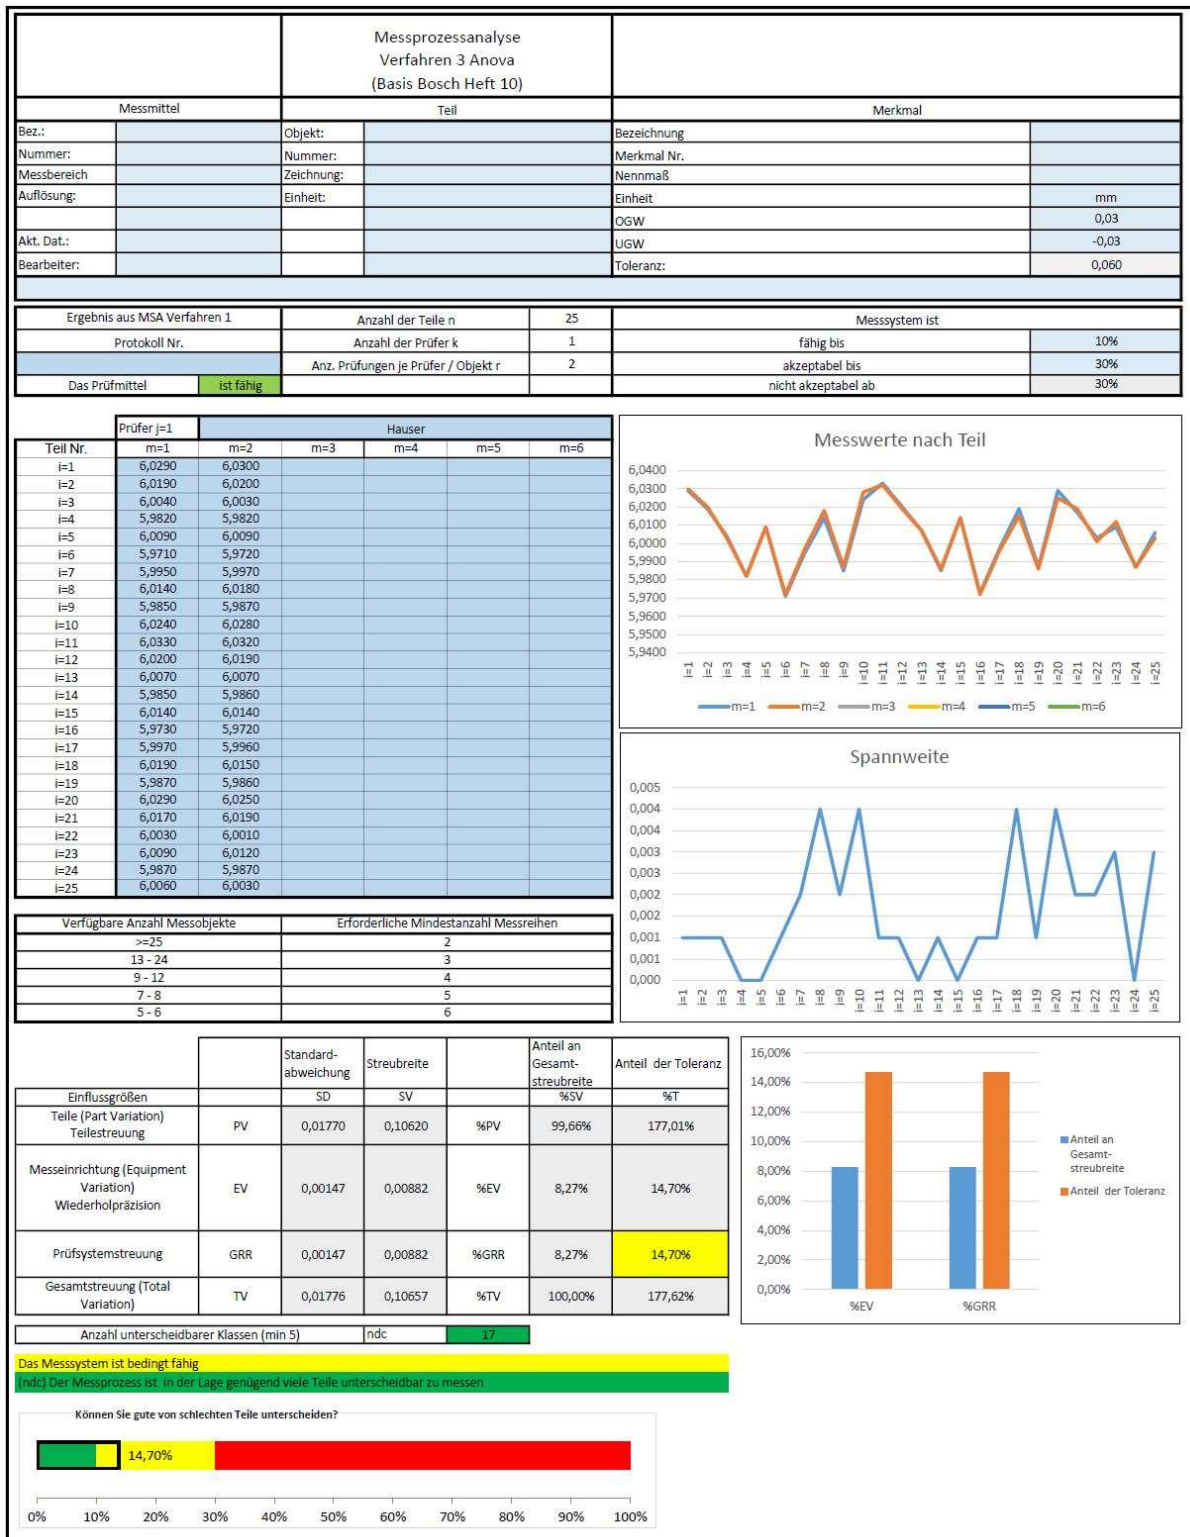 Messprozessanalyse
Verfahren 3 Anova
(Basis Bosch Heft 10)
Messmittel Teil Merkmal
Bez.: Objekt: Bezeichnung
Nummer: Nummer: Merkmal Nr.
Messbereich Zeichnung: Nennmaß
Auflösung: Einheit: Einheit mm
OGW 0,03
Akt. Dat.: UGW -0,03
Bearbeiter: Toleranz: 0,060
Ergebnis aus MSA Verfahren 1 Anzahl der Teile n 25 Messsystem ist
Protokoll Nr. Anzahl der Prüfer k 1 fähig bis 10%
Anz. Prüfungen je Prüfer / Objekt r 2 akzeptabel bis 30%
Das Prüfmittel ist fähig nicht akzeptabel ab 30%
Prüfer j=1 Hauser
Teil Nr. m=1 m=2 m=3 m=4 m=5 m=6
i=1 6,0290 6,0300
i=2 6,0190 6,0200
i=3 6,0040 6,0030
i=4 5,9820 5,9820
i=5 6,0090 6,0090
i=6 5,9710 5,9720
i=7 5,9950 5,9970
i=8 6,0140 6,0180
i=9 5,9850 5,9870
i=10 6,0240 6,0280
i=11 6,0330 6,0320
i=12 6,0200 6,0190
i=13 6,0070 6,0070
i=14 5,9850 5,9860
i=15 6,0140 6,0140
i=16 5,9730 5,9720
i=17 5,9970 5,9960
i=18 6,0190 6,0150
i=19 5,9870 5,9860
i=20 6,0290 6,0250
i=21 6,0170 6,0190
i=22 6,0030 6,0010
i=23 6,0090 6,0120
i=24 5,9870 5,9870
i=25 6,0060 6,0030
Messwerte nach Teil
6,0400
6,0300
6,0200
6,0100
6,0000
5,9900
5,9800
5,9700
5,9600
5,9500
5,9400
i=1 i=2 i=3 i=4 i=5 i=6 i=7 i=8 i=9 i=10 i=11 i=12 i=13 i=14 i=15 i=16 i=17 i=18 i=19 i=20 i=21 i=22 i=23 i=24 i=25
m=1 m=2 m=3 m=4 m=5 m=6
Spannweite
0,005
0,004
0,004
0,003
0,003
0,002
0,002
0,001
0,001
0,000
i=1 i=2 i=3 i=4 i=5 i=6 i=7 i=8 i=9 i=10 i=11 i=12 i=13 i=14 i=15 i=16 i=17 i=18 i=19 i=20 i=21 i=22 i=23 i=24 i=25
Verfügbare Anzahl Messobjekte Erforderliche Mindestanzahl Messreihen
>=25 2
13 - 24 3
9 - 12 4
7 - 8 5
5 - 6 6
Standard-
abweichung
Streubreite
Anteil an
Gesamt-
streubreite
Anteil der Toleranz
Einflussgrößen SD SV %SV %T
Teile (Part Variation)
Teilestreuung
PV 0,01770 0,10620 %PV 99,66% 177,01%
Messeinrichtung (Equipment
Variation)
Wiederholpräzision
EV 0,00147 0,00882 %EV 8,27% 14,70%
Prüfsystemstreuung GRR 0,00147 0,00882 %GRR 8,27% 14,70%
Gesamtstreuung (Total
Variation)
TV 0,01776 0,10657 %TV 100,00% 177,62%
16,00%
14,00%
12,00%
10,00%
8,00%
6,00%
4,00%
2,00%
0,00%
%EV %GRR
Anteil an
Gesamt-
streubreite
Anteil der Toleranz
Anzahl unterscheidbarer Klassen (min 5) ndc 17
Das Messsystem ist bedingt fähig
(ndc) Der Messprozess ist in der Lage genügend viele Teile unterscheidbar zu messen
Können Sie gute von schlechten Teile unterscheiden?
14,70%
0% 10% 20% 30% 40% 50% 60% 70% 80% 90% 100%